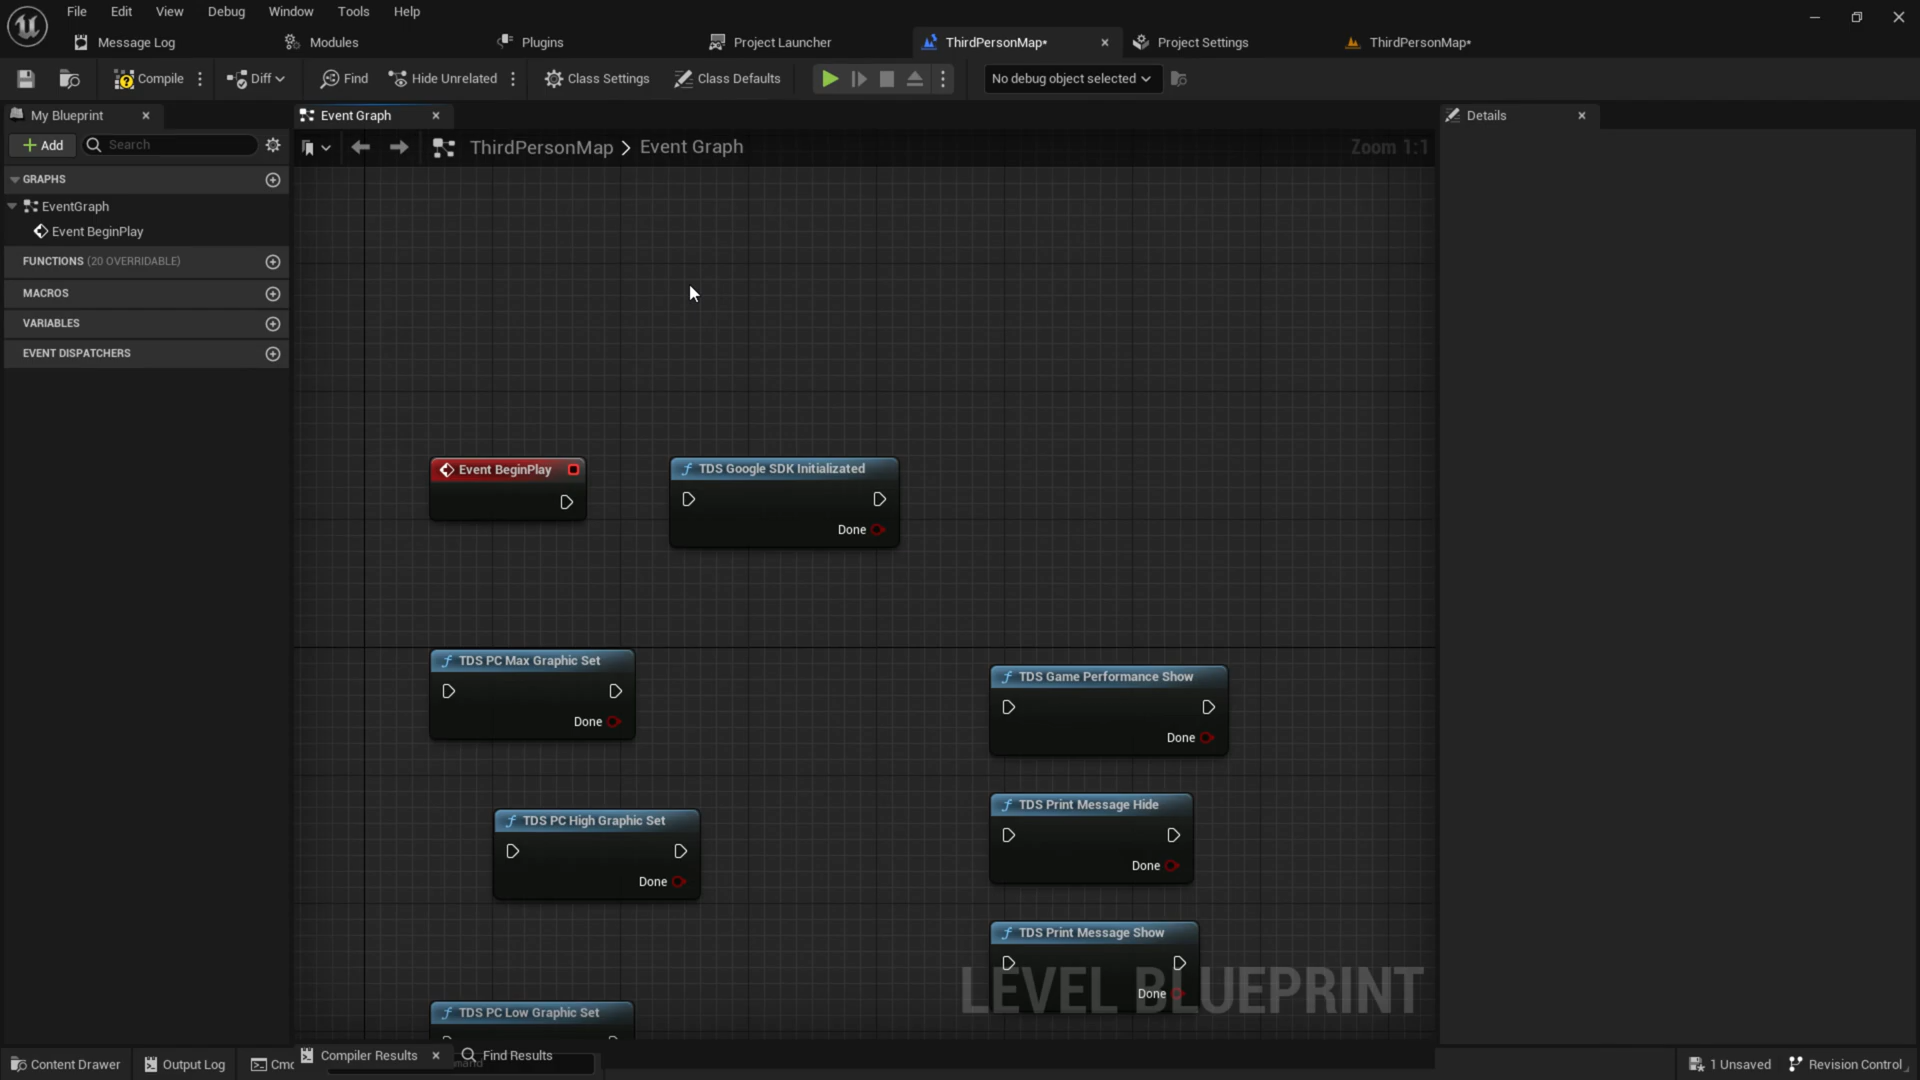 File Edit View Debug Window Tools Help
Message Log Modules Plugins Project Launcher ThirdPersonMap* Project Settings ThirdPersonMap*
Compile Diff Find Hide Unrelated Class Settings Class Defaults No debug object selected
My Blueprint Event Graph Details
Add Search ThirdPersonMap > Event Graph Zoom 1:1
GRAPHS
EventGraph
Event BeginPlay
FUNCTIONS (20 OVERRIDABLE)
MACROS
VARIABLES
EVENT DISPATCHERS
Event BeginPlay
TDS Google SDK Initializated
Done
TDS PC Max Graphic Set
Done
TDS Game Performance Show
Done
TDS Print Message Hide
Done
TDS PC High Graphic Set
Done
TDS Print Message Show
Done
LEVEL BLUEPRINT
TDS PC Low Graphic Set
Compiler Results Find Results
Content Drawer Output Log Cmd 1 Unsaved Revision Control